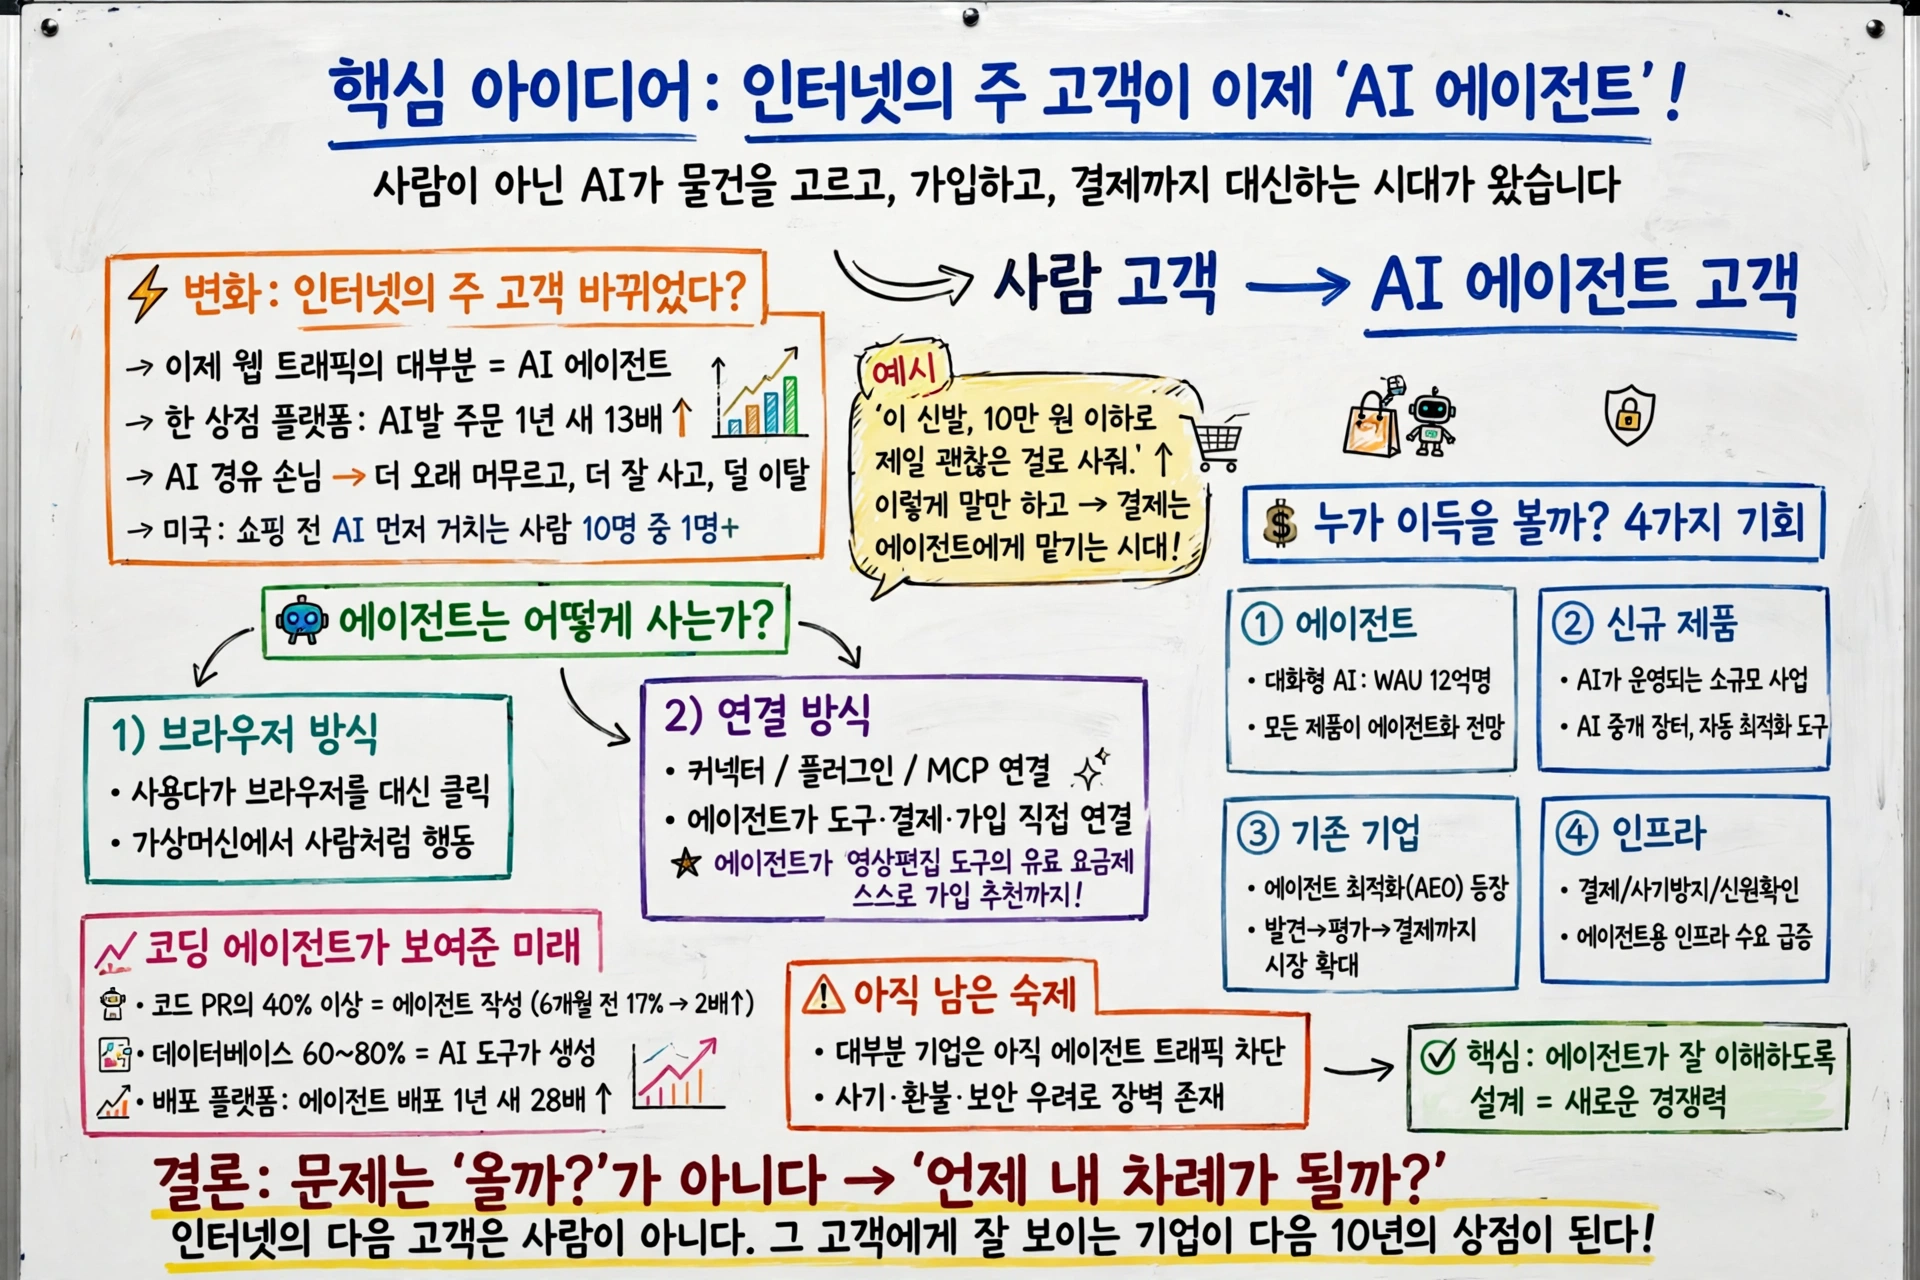 핵심 아이디어: 인터넷의 주 고객이 이제 ‘AI 에이전트’!
사람이 아닌 AI가 물건을 고르고, 가입하고, 결제까지 대신하는 시대가 왔습니다
변화: 인터넷의 주 고객 바뀌었다?
→ 이제 웹 트래픽의 대부분 = AI 에이전트
→ 한 상점 플랫폼: AI발 주문 1년 새 13배 ↑
→ AI 경유 손님 → 더 오래 머무르고, 더 잘 사고, 덜 이탈
→ 미국: 쇼핑 전 AI 먼저 거치는 사람 10명 중 1명+
사람 고객 → AI 에이전트 고객
예시
‘이 신발, 10만 원 이하로
제일 괜찮은 걸로 사줘.’ ↑
이렇게 말만 하고 → 결제는
에이전트에게 맡기는 시대!
에이전트는 어떻게 사는가?
1) 브라우저 방식
• 사용다가 브라우저를 대신 클릭
• 가상머신에서 사람처럼 행동
2) 연결 방식
• 커넥터 / 플러그인 / MCP 연결
• 에이전트가 도구·결제·가입 직접 연결
★ 에이전트가 영상편집 도구의 유료 요금제
스스로 가입 추천까지!
$ 누가 이득을 볼까? 4가지 기회
① 에이전트
• 대화형 AI: WAU 12억명
• 모든 제품이 에이전트화 전망
② 신규 제품
• AI가 운영되는 소규모 사업
• AI 중개 장터, 자동 최적화 도구
③ 기존 기업
• 에이전트 최적화(AEO) 등장
• 발견→평가→결제까지
시장 확대
④ 인프라
• 결제/사기방지/신원확인
• 에이전트용 인프라 수요 급증
코딩 에이전트가 보여준 미래
• 코드 PR의 40% 이상 = 에이전트 작성 (6개월 전 17% → 2배↑)
• 데이터베이스 60~80% = AI 도구가 생성
• 배포 플랫폼: 에이전트 배포 1년 새 28배 ↑
아직 남은 숙제
• 대부분 기업은 아직 에이전트 트래픽 차단
• 사기·환불·보안 우려로 장벽 존재
핵심: 에이전트가 잘 이해하도록
설계 = 새로운 경쟁력
결론: 문제는 ‘올까?’가 아니다 → ‘언제 내 차례가 될까?’
인터넷의 다음 고객은 사람이 아니다. 그 고객에게 잘 보이는 기업이 다음 10년의 상점이 된다!